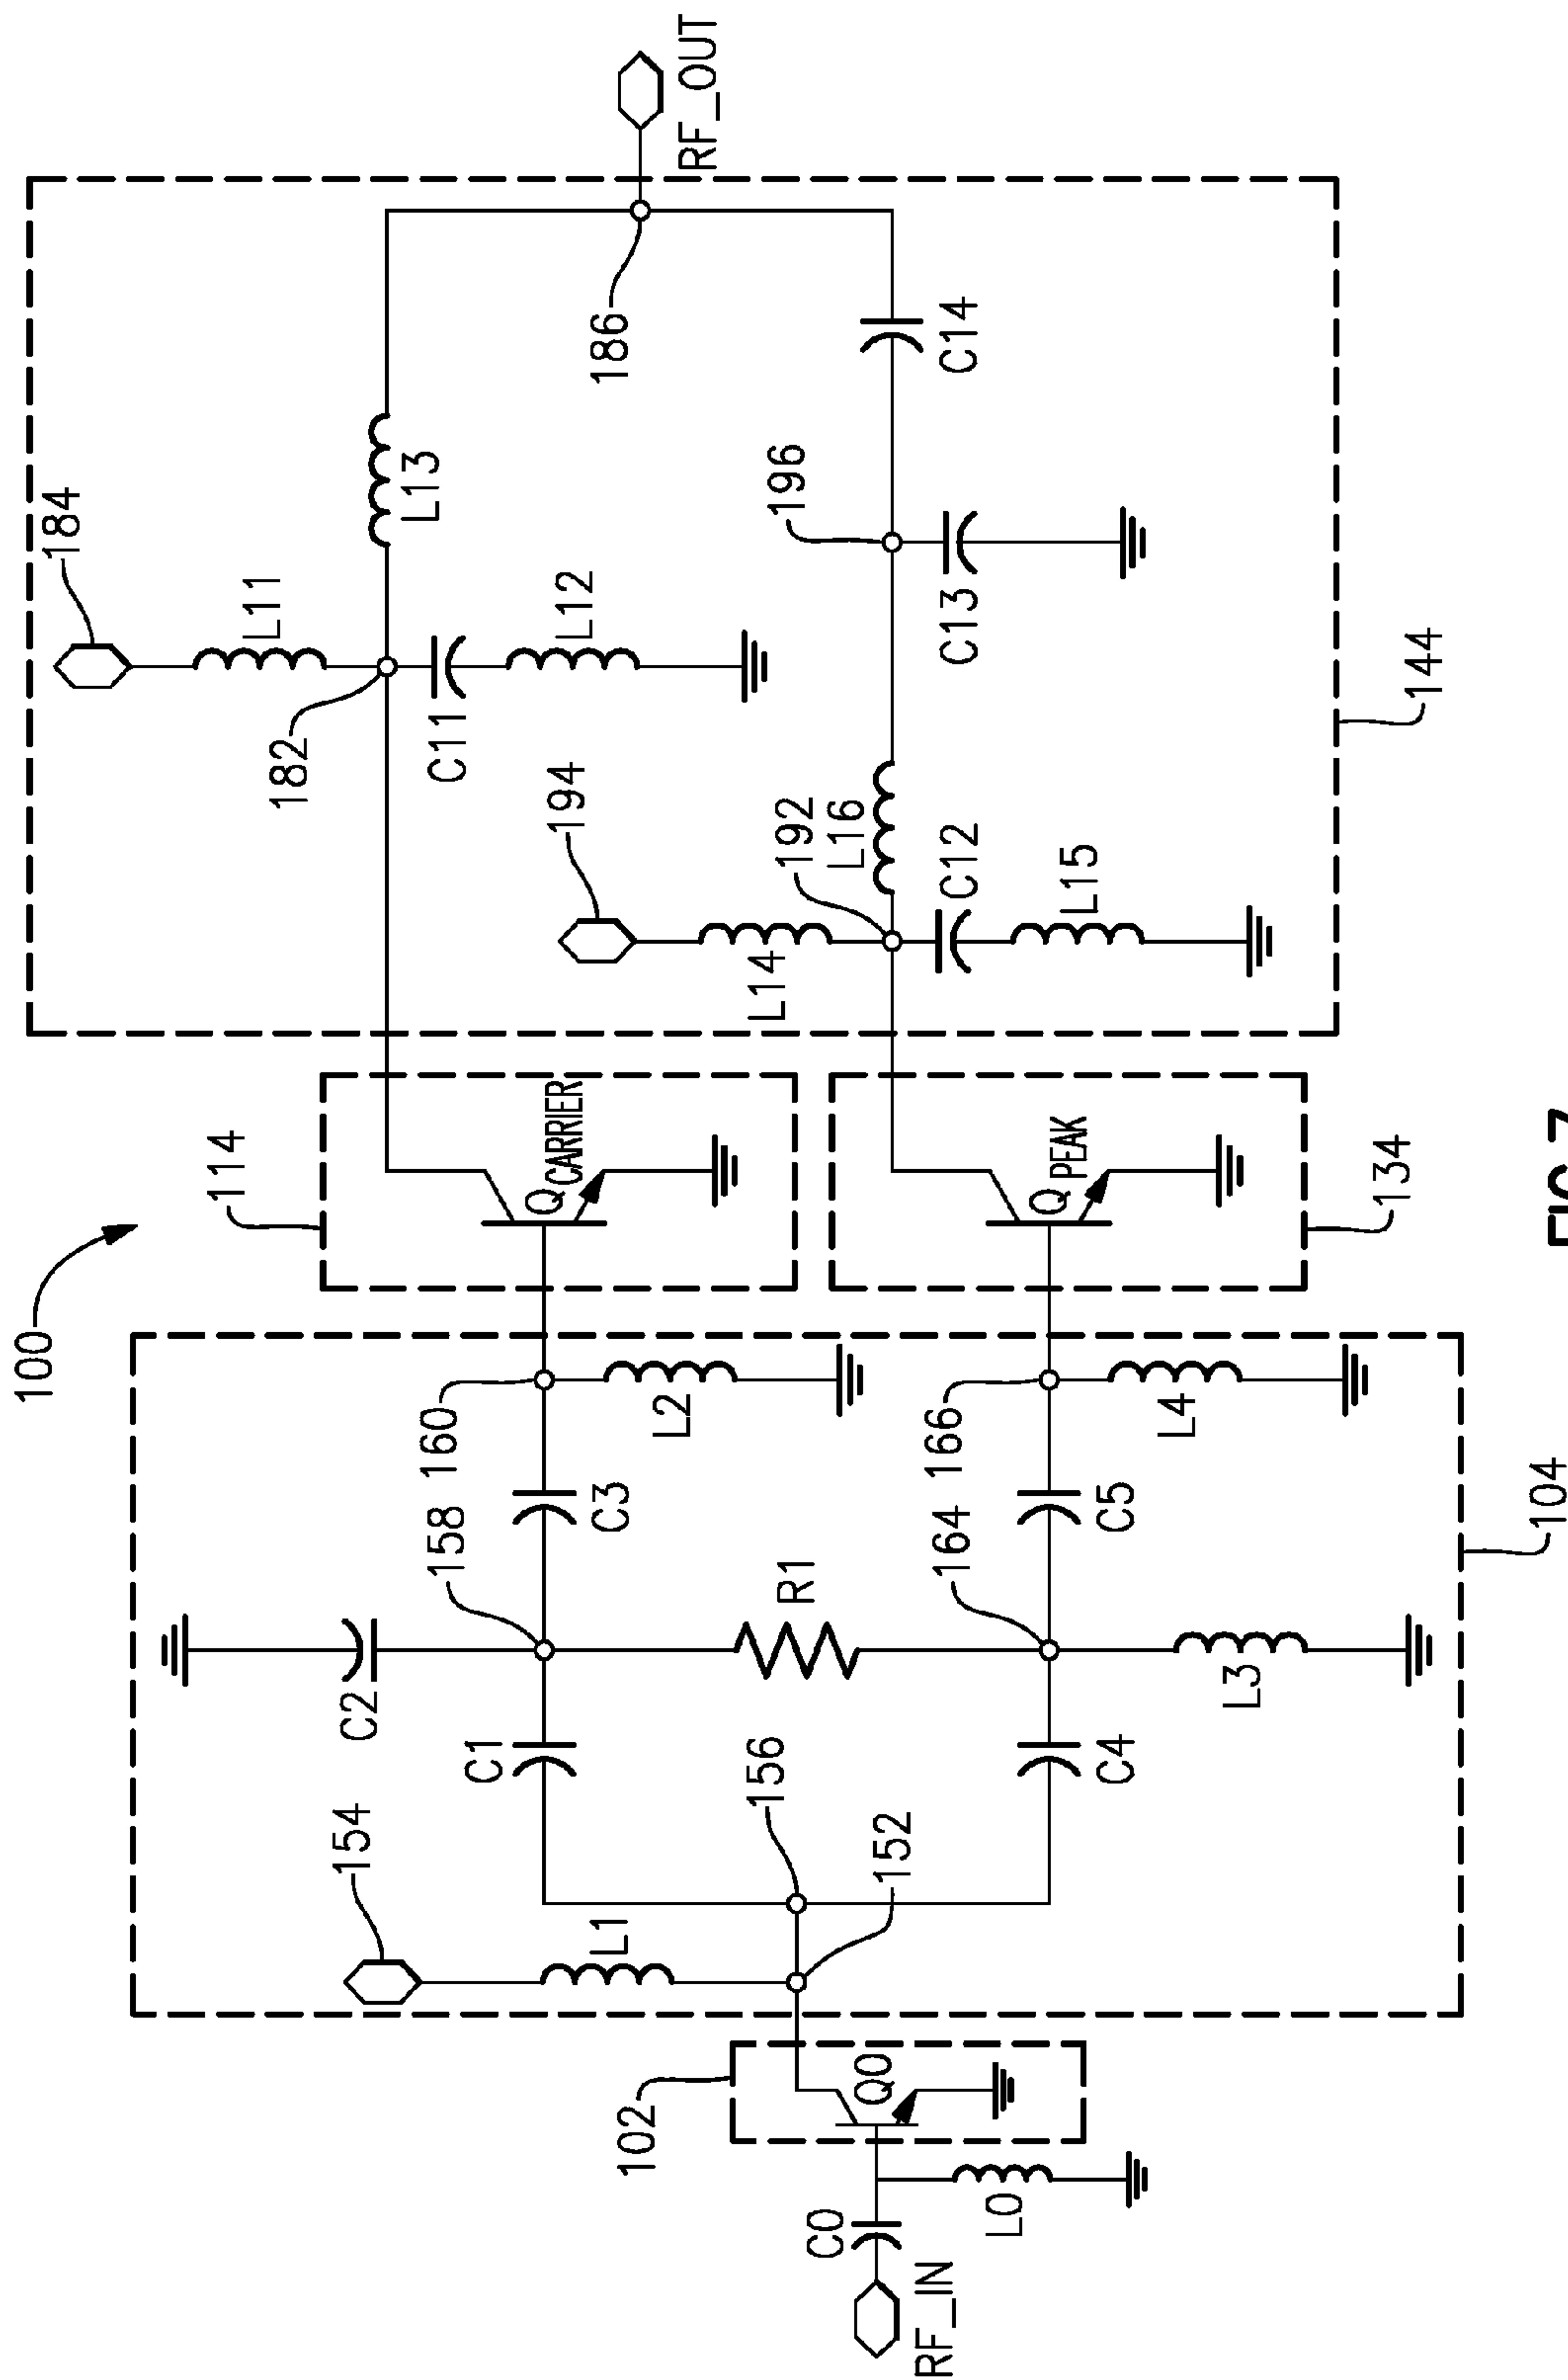 100
184
154
L11
114
182
C2
158
160
L13
C11
C1
L1
C3
Q CARRIER
L12
194
186
RF_OUT
102
L2
156
R1
L14
192
196
C0
Q0
152
L16
RF_IN
164
166
C12
C13
C14
L0
C4
C5
Q PEAK
L15
L3
L4
134
144
104
FIG.7